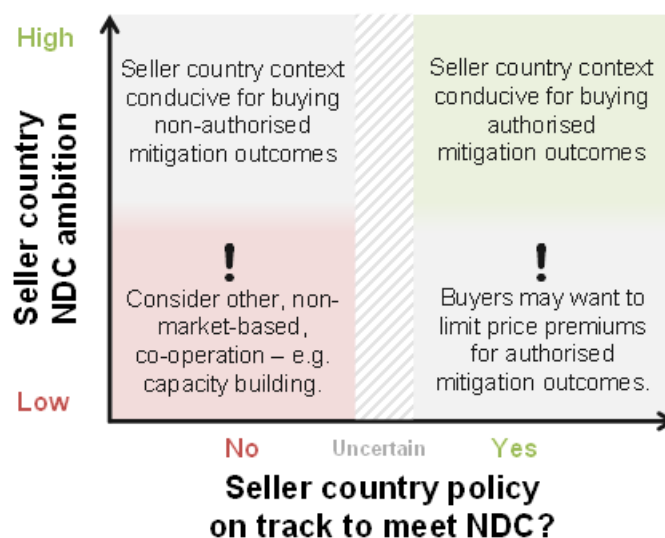 High
Seller country context
conducive for buying
non-authorised
mitigation outcomes
Seller country context
conducive for buying
authorised
mitigation outcomes
Seller country
NDC ambition
!
Consider other, non-
market-based,
co-operation – e.g.
capacity building.
!
Buyers may want to
limit price premiums
for authorised
mitigation outcomes.
Low
No
Uncertain
Yes
Seller country policy
on track to meet NDC?